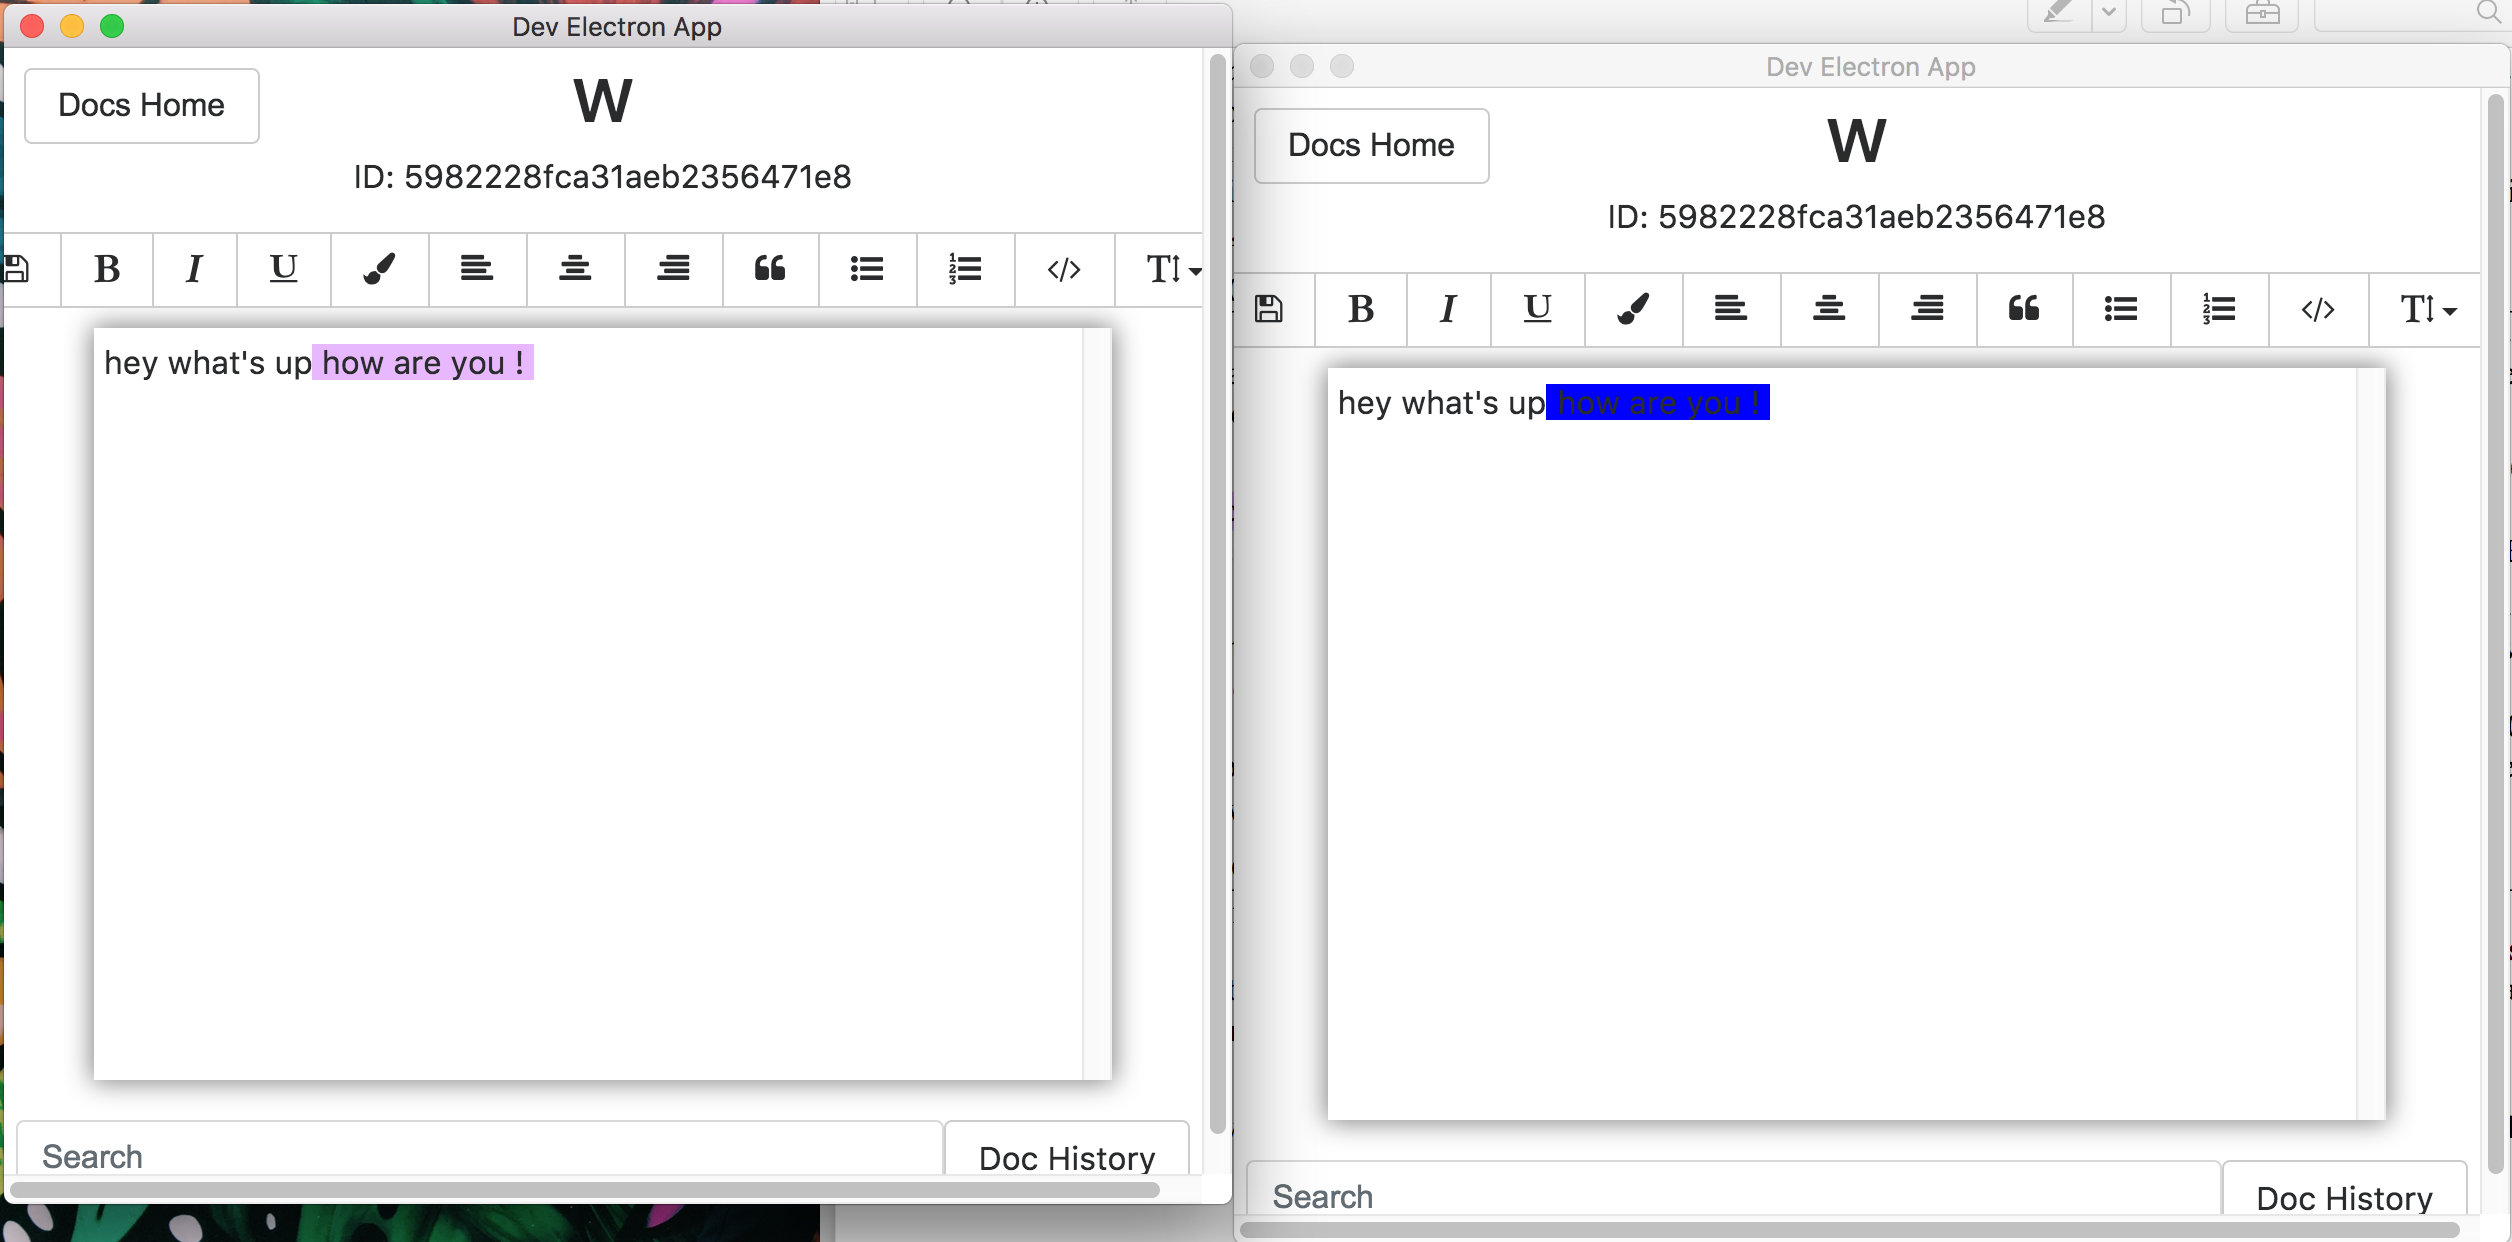 Dev Electron App
Docs Home
W
ID: 5982228fca31aeb2356471e8
B I U </> T
hey what's up how are you !
Search
Doc History
Dev Electron App
Docs Home
W
ID: 5982228fca31aeb2356471e8
B I U </> T
hey what's up how are you !
Search
Doc History